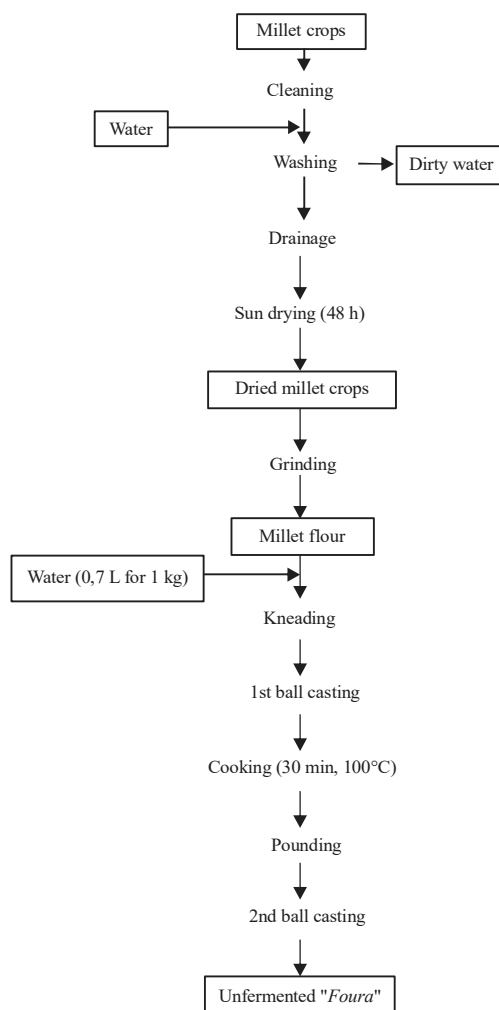 Millet crops
Cleaning
Water
Washing
Dirty water
Drainage
Sun drying (48 h)
Dried millet crops
Grinding
Millet flour
Water (0,7 L for 1 kg)
Kneading
1st ball casting
Cooking (30 min, 100°C)
Pounding
2nd ball casting
Unfermented "Foura"